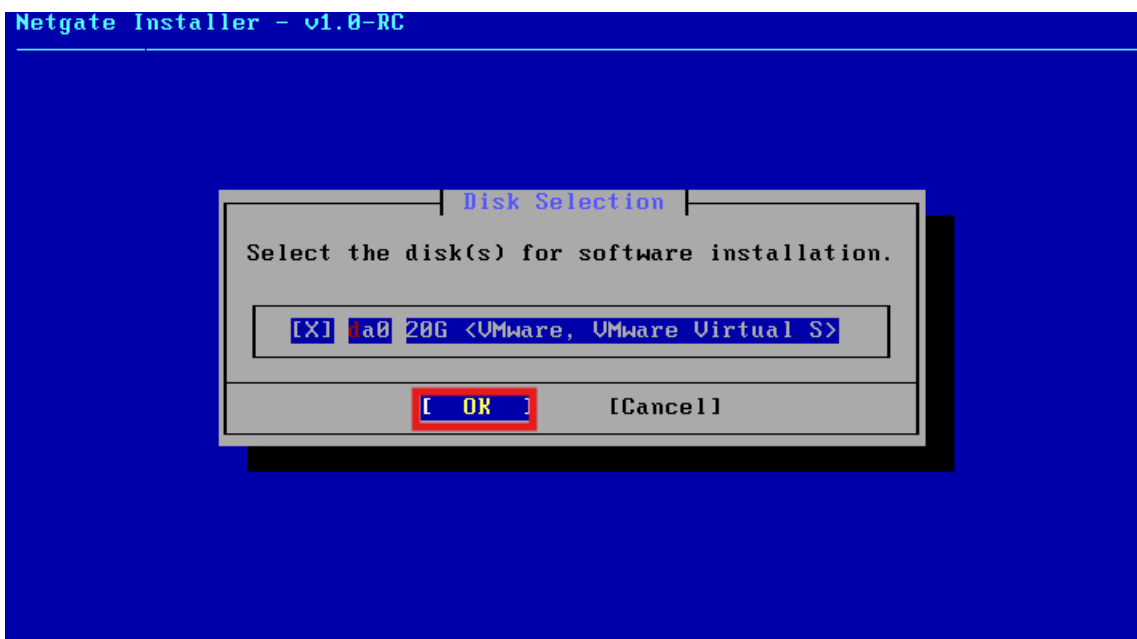 Netgate Installer - v1.0-RC
Disk Selection
Select the disk(s) for software installation.
[X] da0 20G <VMware, VMware Virtual S>
[ OK ] [Cancel]